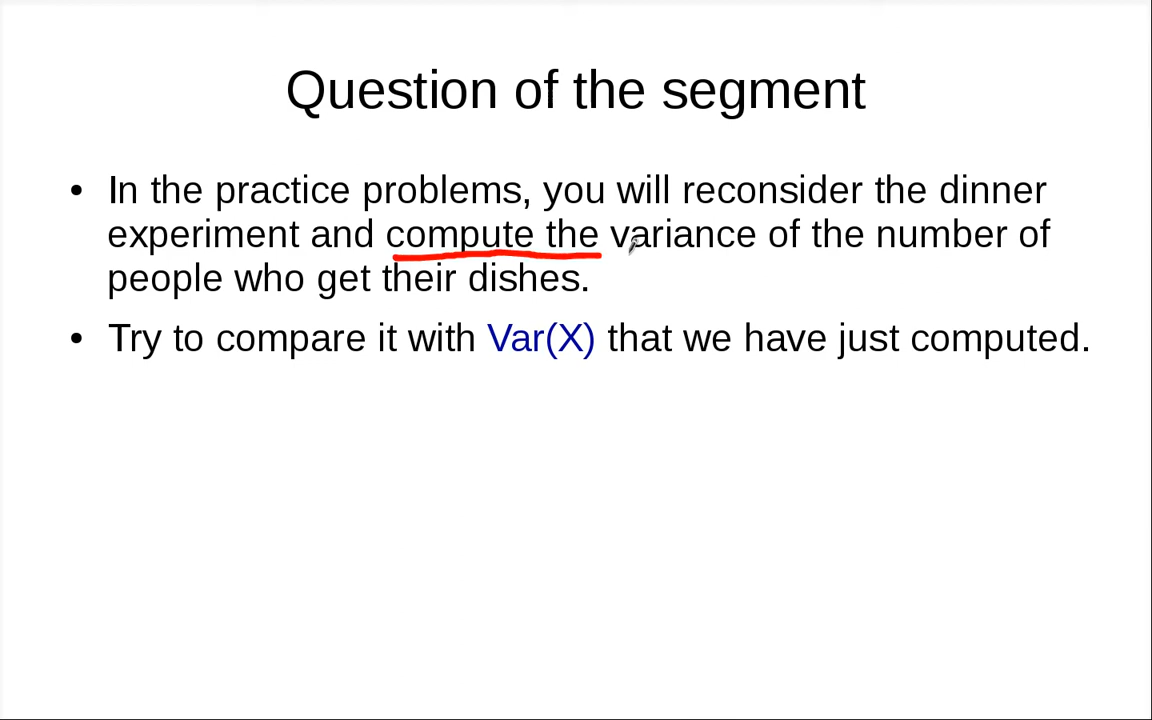 Question of the segment
• In the practice problems, you will reconsider the dinner
experiment and compute the variance of the number of
people who get their dishes.
• Try to compare it with Var(X) that we have just computed.